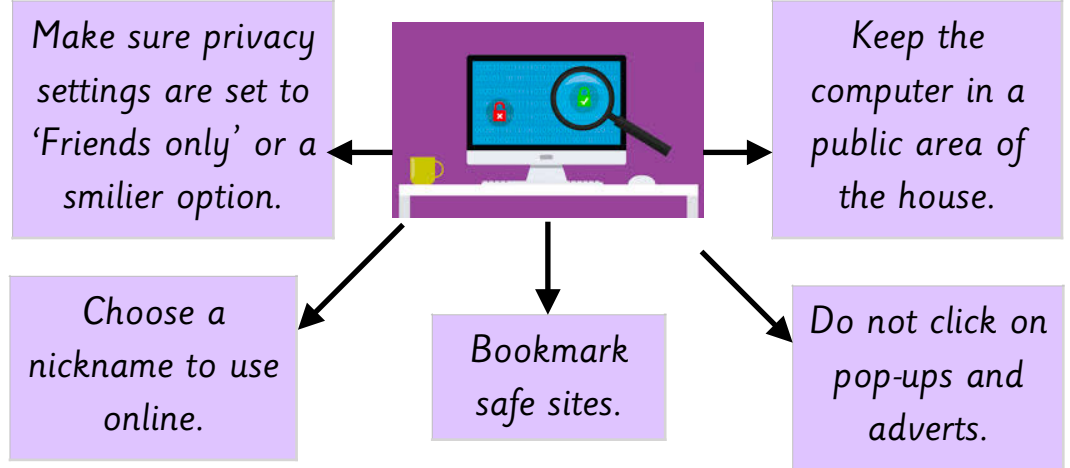 Make sure privacy
settings are set to
‘Friends only’ or a
smilier option.
Keep the
computer in a
public area of
the house.
Choose a
nickname to use
online.
Bookmark
safe sites.
Do not click on
pop-ups and
adverts.